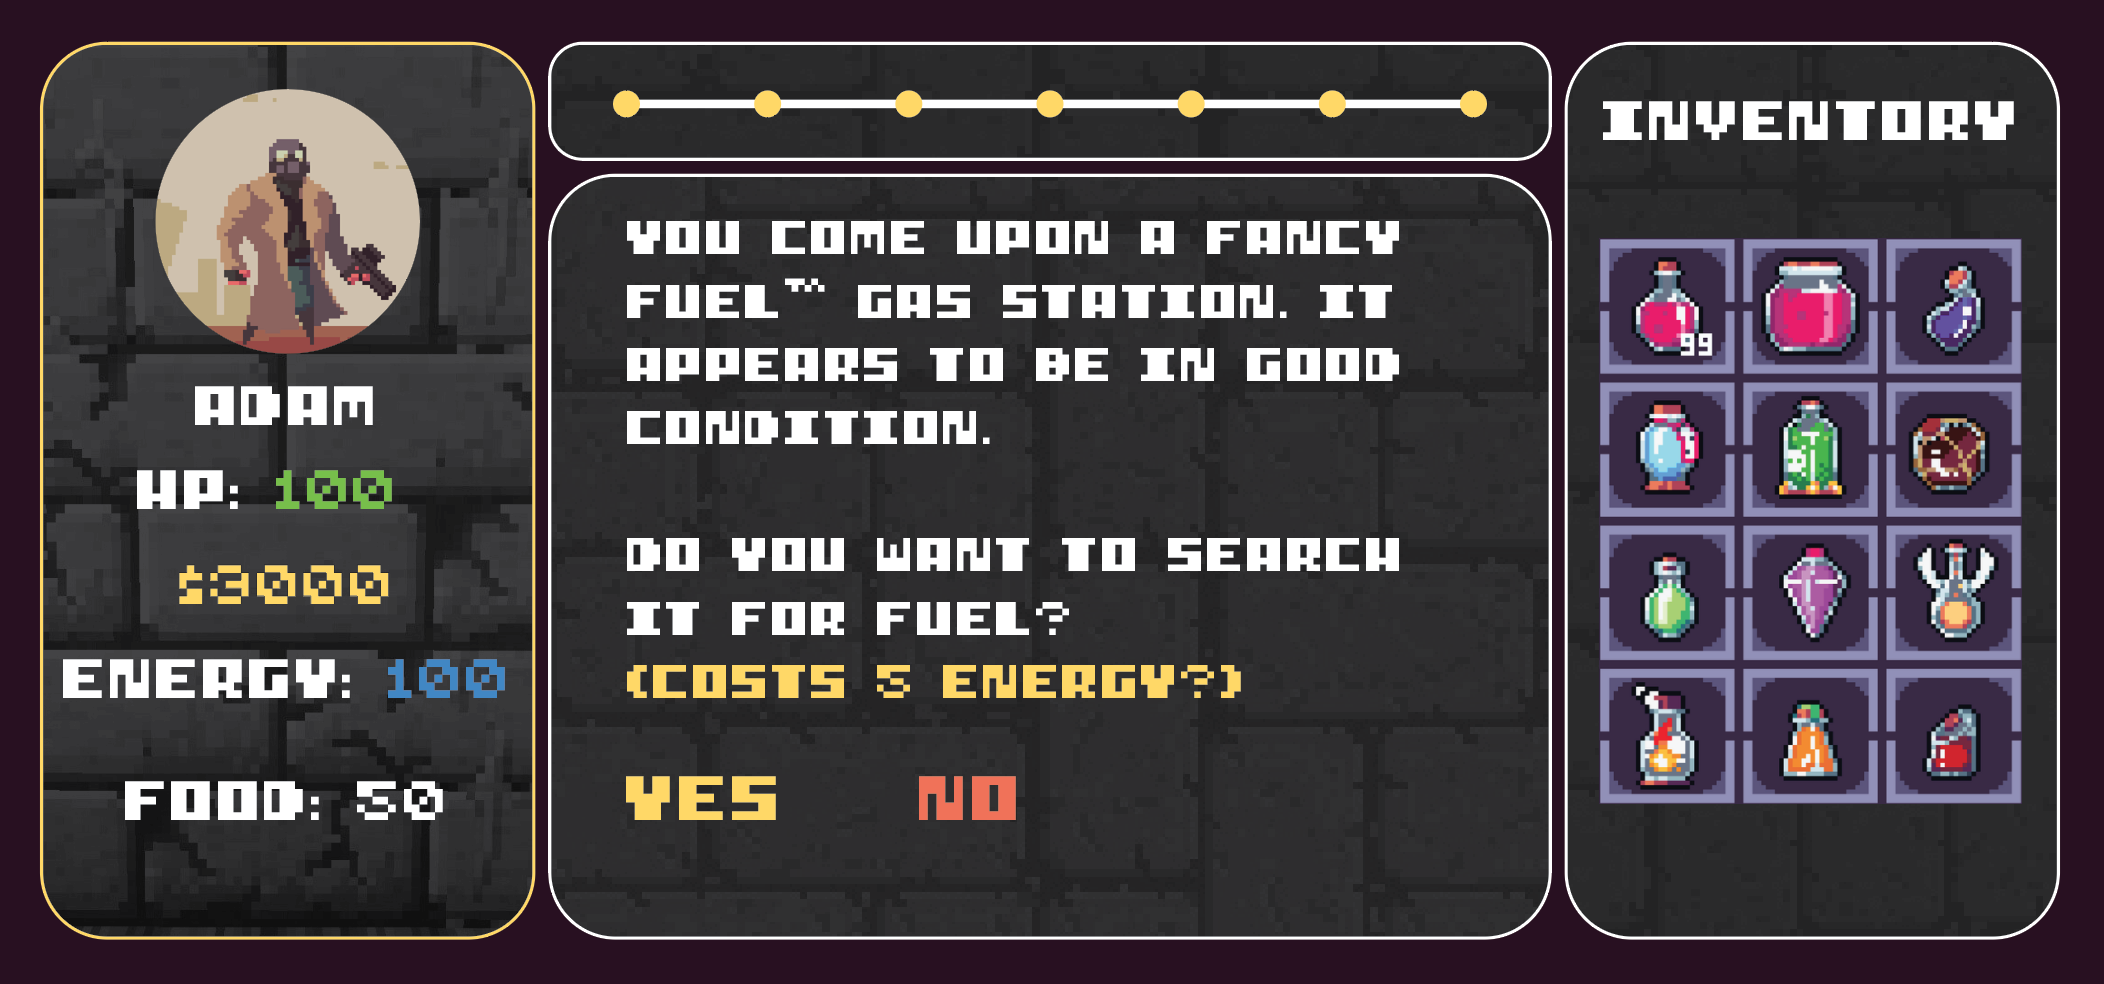 ADAM
HP: 100
$3000
ENERGY: 100
FOOD: 50
YOU COME UPON A FANCY
FUEL™ GAS STATION. IT
APPEARS TO BE IN GOOD
CONDITION.
DO YOU WANT TO SEARCH
IT FOR FUEL?
(COSTS 5 ENERGY?)
YES NO
INVENTORY
99